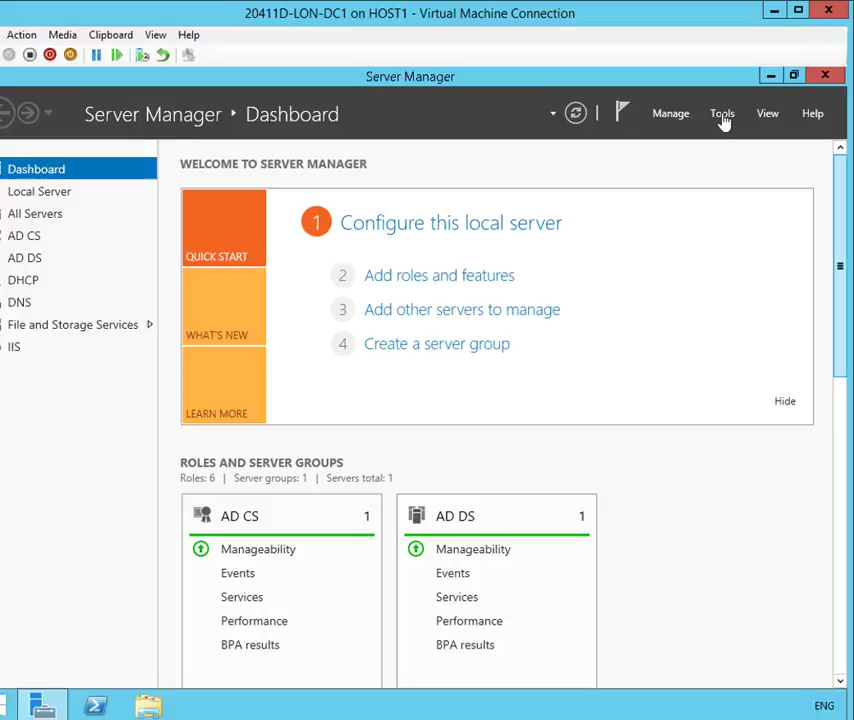 20411D-LON-DC1 on HOST1 - Virtual Machine Connection
Action Media Clipboard View Help
Server Manager
Server Manager Dashboard Manage Tools View Help
Dashboard
Local Server
All Servers
AD CS
AD DS
DHCP
DNS
File and Storage Services
IIS
WELCOME TO SERVER MANAGER
QUICK START
WHAT'S NEW
LEARN MORE
1 Configure this local server
2 Add roles and features
3 Add other servers to manage
4 Create a server group
Hide
ROLES AND SERVER GROUPS
Roles: 6 | Server groups: 1 | Servers total: 1
AD CS 1
Manageability
Events
Services
Performance
BPA results
AD DS 1
Manageability
Events
Services
Performance
BPA results
ENG